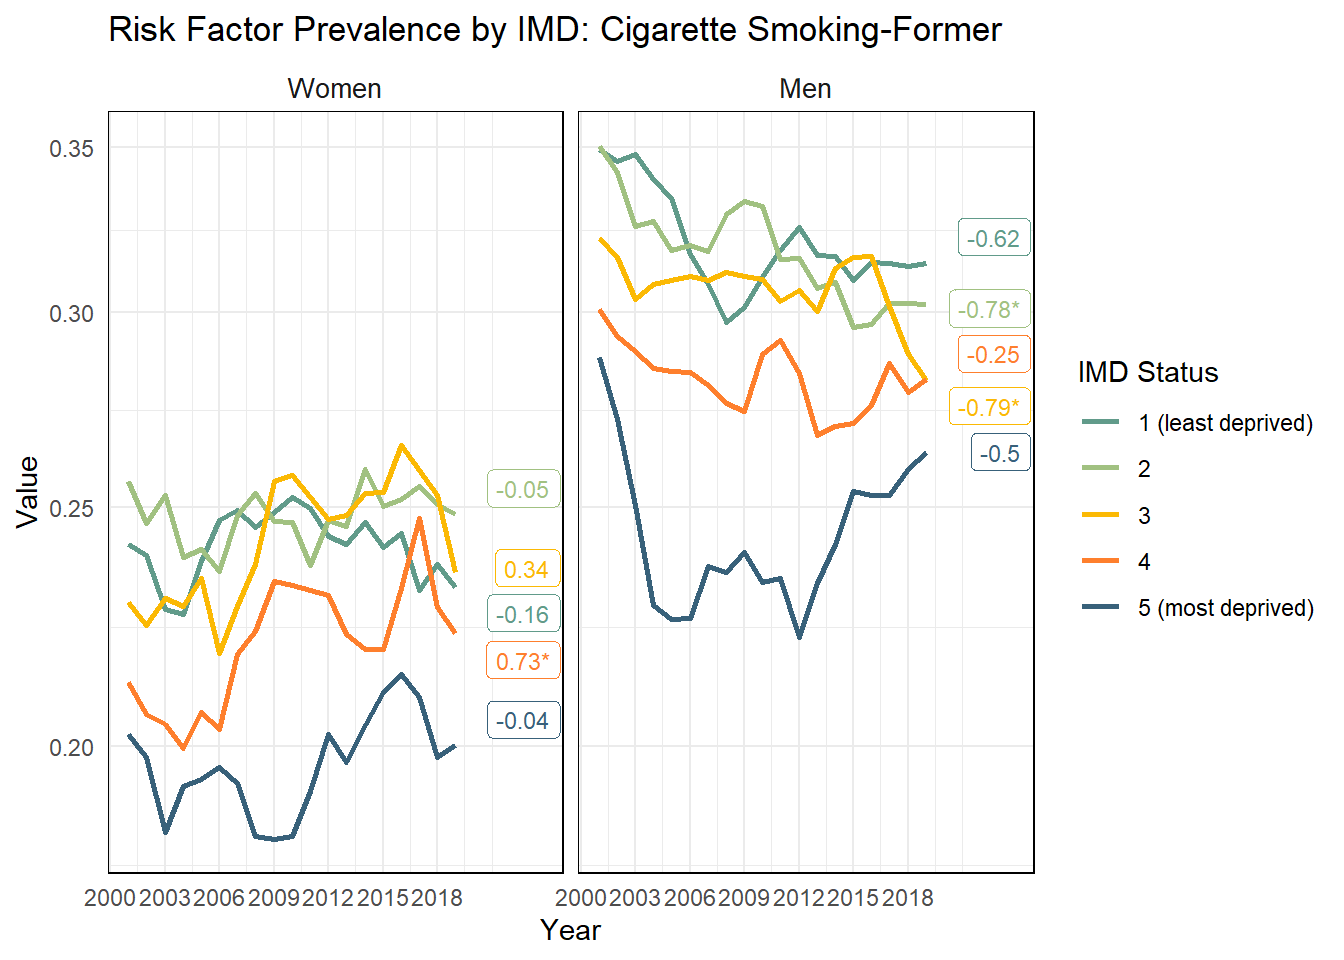 Risk Factor Prevalence by IMD: Cigarette Smoking-Former
Women
Men
0.35
0.30
0.25
0.20
Value
-0.05
0.34
-0.16
0.73*
-0.04
-0.62
-0.78*
-0.25
-0.79*
-0.5
2000 2003 2006 2009 2012 2015 2018
2000 2003 2006 2009 2012 2015 2018
Year
IMD Status
1 (least deprived)
2
3
4
5 (most deprived)